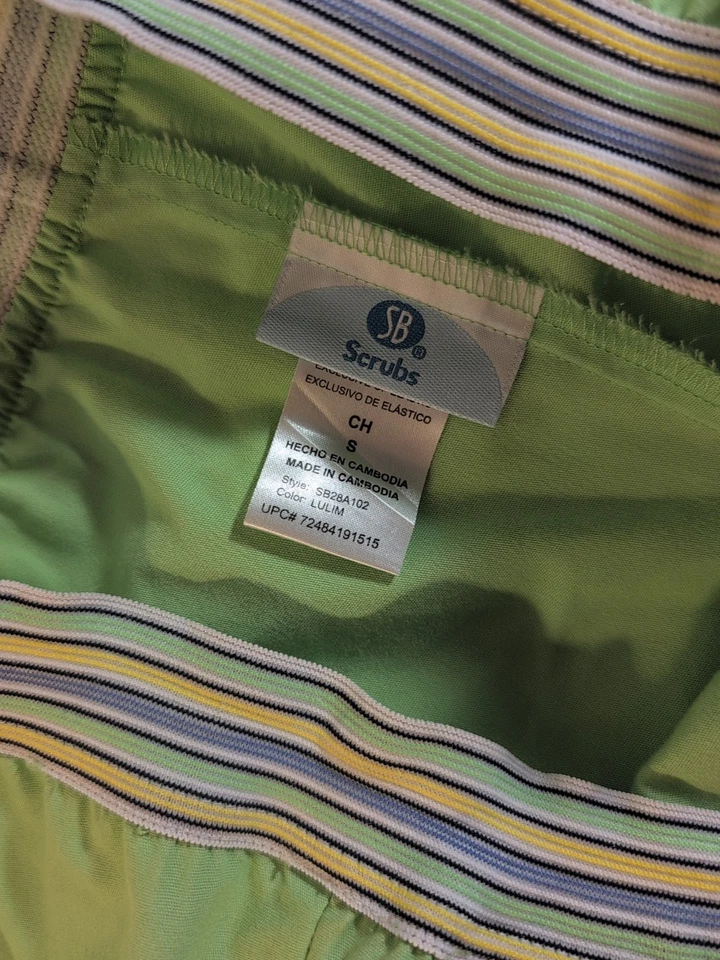 SB®
Scrubs
EXCLUSIVO DE ELÁSTICO
CH
S
HECHO EN CAMBODIA
MADE IN CAMBODIA
Style: SB28A102
Color: LULIM
UPC# 72484191515